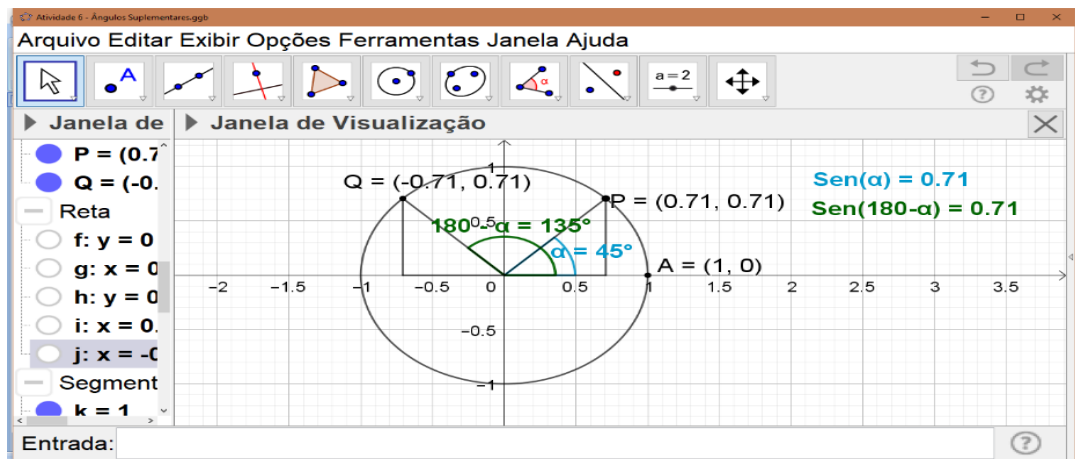 Atividade 6 - Ângulos Suplementares.ggb
Arquivo Editar Exibir Opções Ferramentas Janela Ajuda
A
α
a = 2
Janela de
Janela de Visualização
P = (0.7
Q = (-0.
Reta
f: y = 0
g: x = 0
h: y = 0
i: x = 0.
j: x = -0
Segment
k = 1
1
Q = (-0.71, 0.71)
P = (0.71, 0.71)
Sen(α) = 0.71
Sen(180-α) = 0.71
0.5
180 - α = 135°
α = 45°
A = (1, 0)
−2 −1.5 −1 −0.5 0 0.5 1 1.5 2 2.5 3 3.5
−0.5
−1
Entrada: